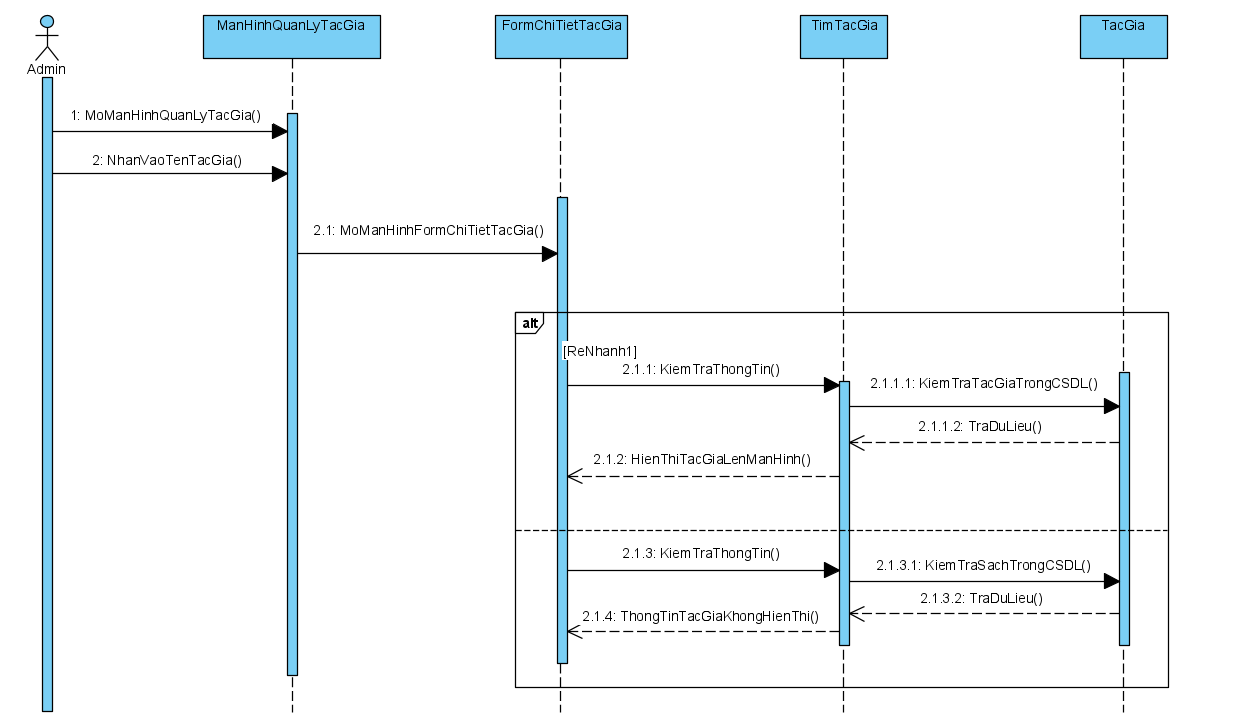 ManHinhQuanLyTacGia
FormChiTietTacGia
TimTacGia
TacGia
Admin
1: MoManHinhQuanLyTacGia()
2: NhanVaoTenTacGia()
2.1: MoManHinhFormChiTietTacGia()
alt
[ReNhanh1]
2.1.1: KiemTraThongTin()
2.1.1.1: KiemTraTacGiaTrongCSDL()
2.1.1.2: TraDuLieu()
2.1.2: HienThiTacGiaLenManHinh()
2.1.3: KiemTraThongTin()
2.1.3.1: KiemTraSachTrongCSDL()
2.1.3.2: TraDuLieu()
2.1.4: ThongTinTacGiaKhongHienThi()